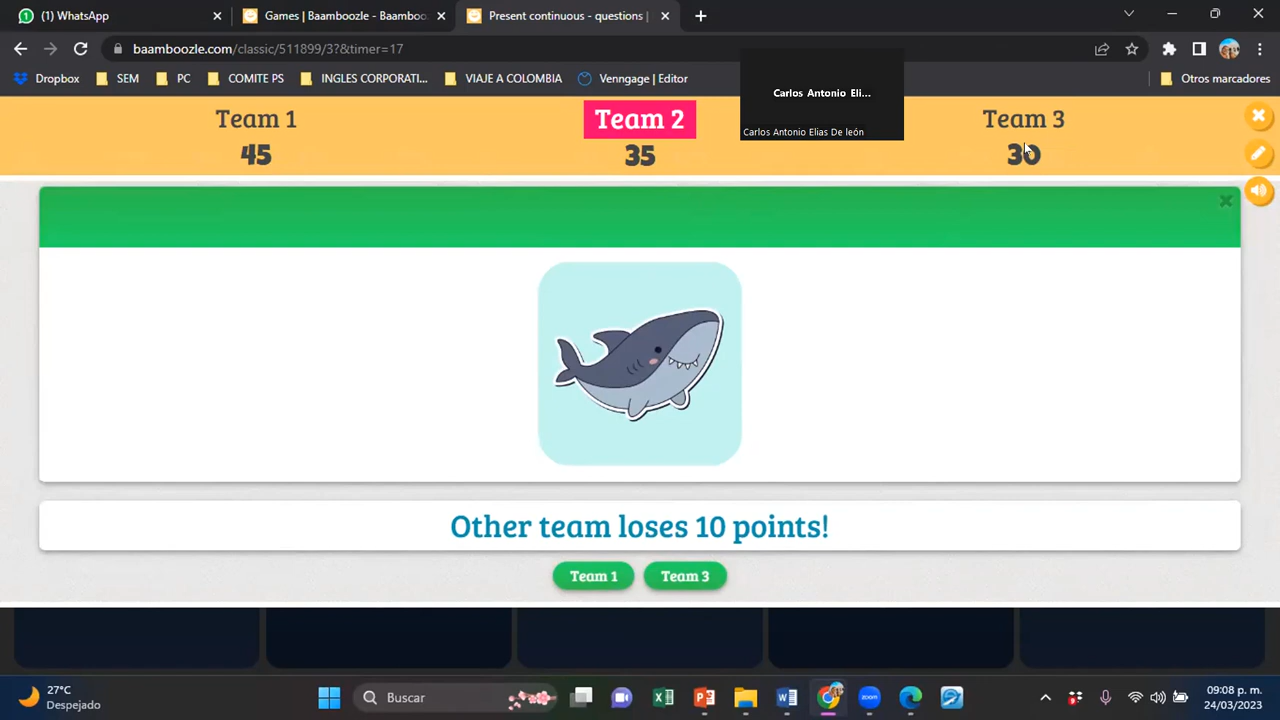 (1) WhatsApp
Games | Baamboozle - Baamboo
Present continuous - questions |
baamboozle.com/classic/511899/3?&timer=17
Dropbox
SEM
PC
COMITE PS
INGLES CORPORATI...
VIAJE A COLOMBIA
Venngage | Editor
Otros marcadores
Carlos Antonio Eli...
Carlos Antonio Elias De león
Team 1
45
Team 2
35
Team 3
30
Other team loses 10 points!
Team 1
Team 3
27°C
Despejado
Buscar
zoom
09:08 p. m.
24/03/2023